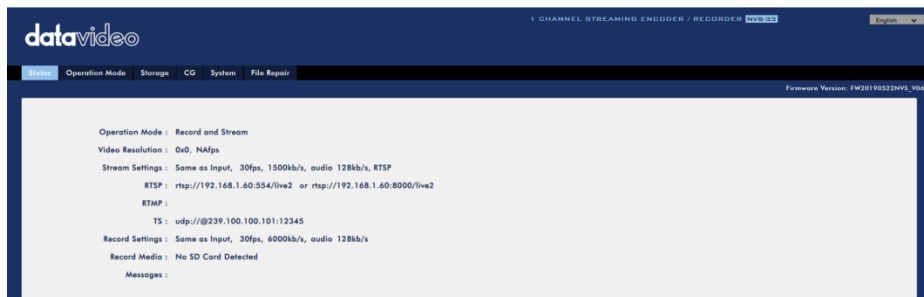 1 CHANNEL STREAMING ENCODER / RECORDER NVS-33
English
datavideo
Status Operation Mode Storage CG System File Repair
Firmware Version: FW20190522NVS_V06
Operation Mode : Record and Stream
Video Resolution : 0x0, NAfps
Stream Settings : Same as Input, 30fps, 1500kb/s, audio 128kb/s, RTSP
RTSP : rtsp://192.168.1.60:554/live2 or rtsp://192.168.1.60:8000/live2
RTMP :
TS : udp://@239.100.100.101:12345
Record Settings : Same as Input, 30fps, 6000kb/s, audio 128kb/s
Record Media : No SD Card Detected
Messages :